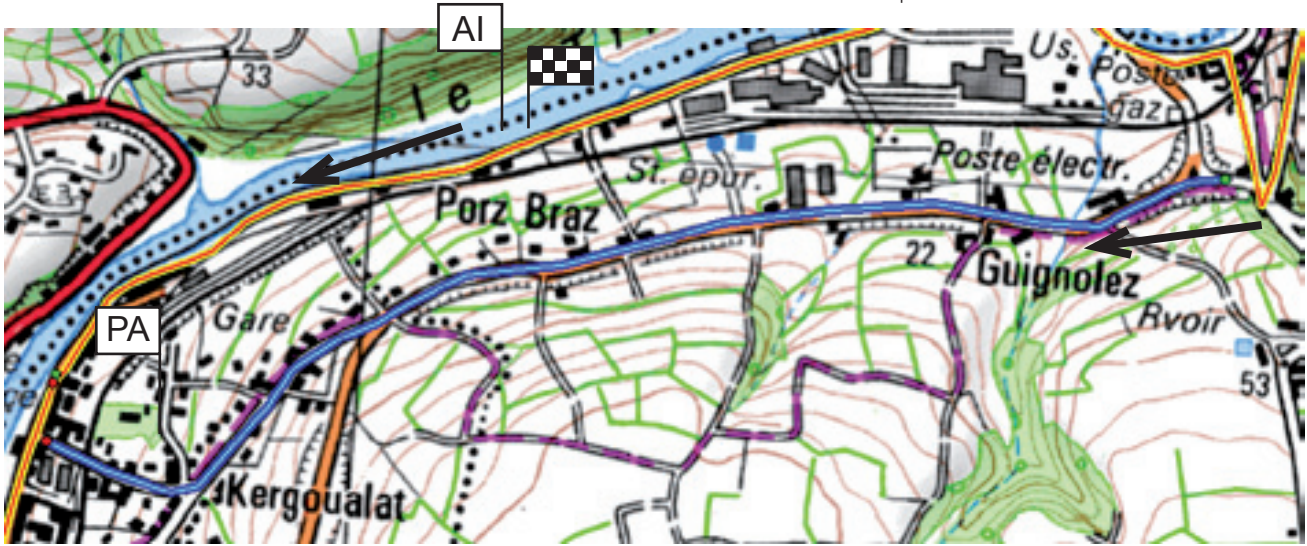 AI
33
l e
Us.
Poste
gaz
St. épur.
Poste électr.
Porz Braz
22
Guignolez
PA
Gare
Rvoir
53
Kergoualat